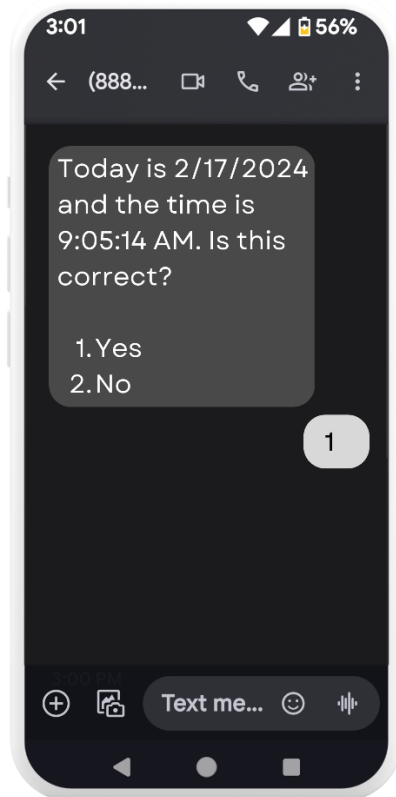 3:01 56%
(888...
Today is 2/17/2024
and the time is
9:05:14 AM. Is this
correct?
1. Yes
2. No
1
3:00 PM
Text me...